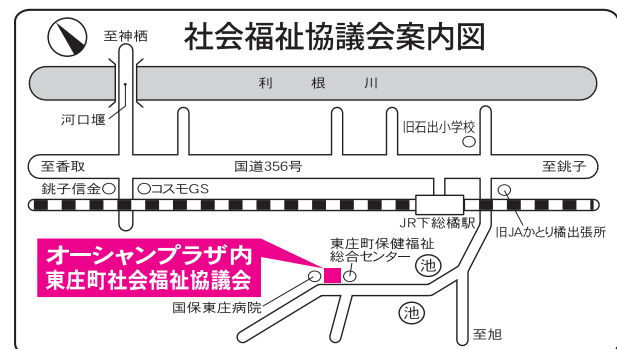 社会福祉協議会案内図
至神栖
利根川
河口堰
旧石出小学校
至香取
国道356号
至銚子
銚子信金
コスモGS
JR下総橘駅
旧JAかとり橘出張所
オーシャンプラザ内
東庄町社会福祉協議会
東庄町保健福祉
総合センター
池
国保東庄病院
池
至旭